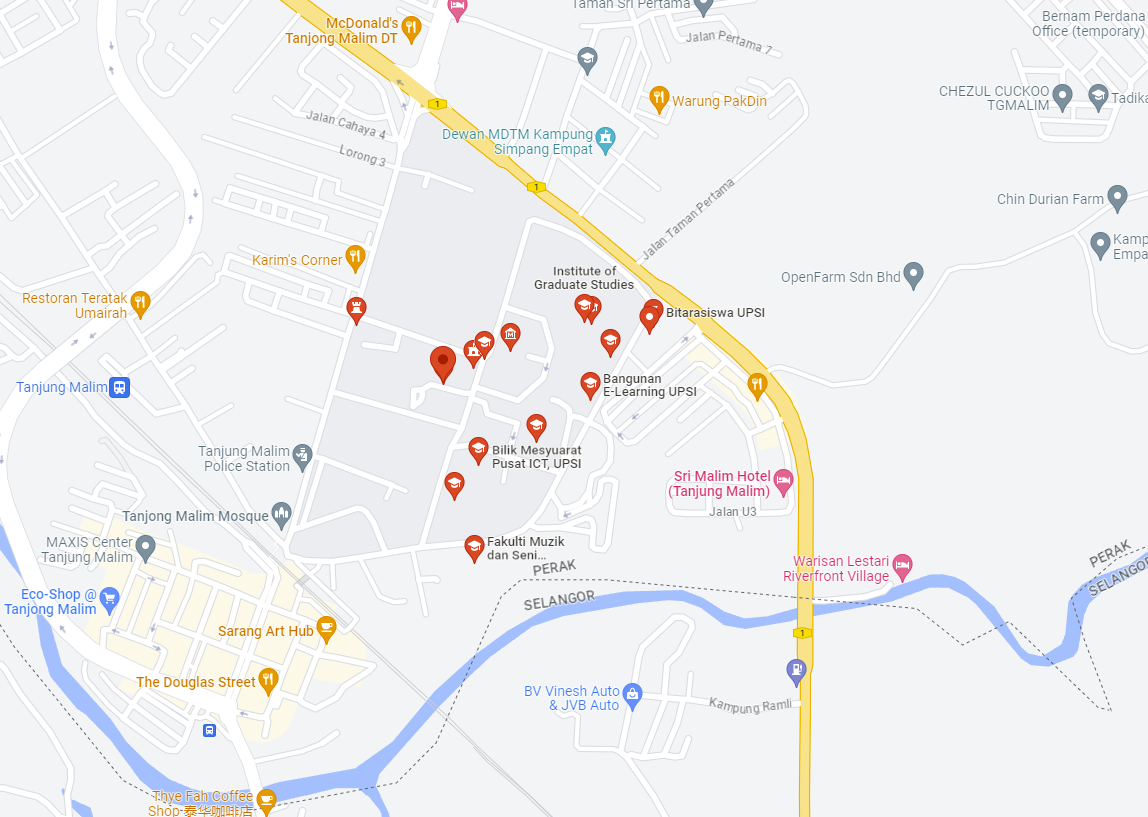 Taman Sri Pertama
McDonald's
Tanjong Malim DT
Jalan Pertama 7
Bernam Perdana
Office (temporary)
1
Warung PakDin
CHEZUL CUCKOO
TGMALIM
Tadika
Jalan Cahaya 4
Lorong 3
Dewan MDTM Kampung
Simpang Empat
1
Jalan Taman Pertama
Chin Durian Farm
Kamp
Empa
Karim's Corner
Institute of
Graduate Studies
OpenFarm Sdn Bhd
Restoran Teratak
Umairah
Bitarasiswa UPSI
Tanjung Malim
Bangunan
E-Learning UPSI
Tanjung Malim
Police Station
Bilik Mesyuarat
Pusat ICT, UPSI
Sri Malim Hotel
(Tanjung Malim)
Jalan U3
Tanjong Malim Mosque
MAXIS Center
Tanjung Malim
Fakulti Muzik
dan Seni...
PERAK
SELANGOR
Warisan Lestari
Riverfront Village
PERAK
SELANGOR
Eco-Shop @
Tanjong Malim
Sarang Art Hub
1
The Douglas Street
BV Vinesh Auto
& JVB Auto
Kampung Ramli
Thye Fah Coffee
Shop 泰华咖啡店